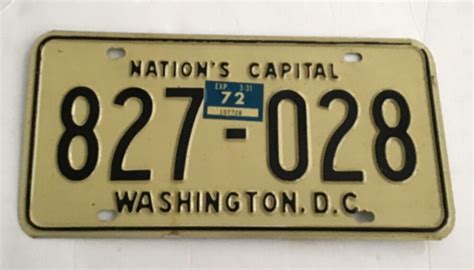 NATION'S CAPITAL
EXP. 3-31
72
827-028
WASHINGTON, D.C.